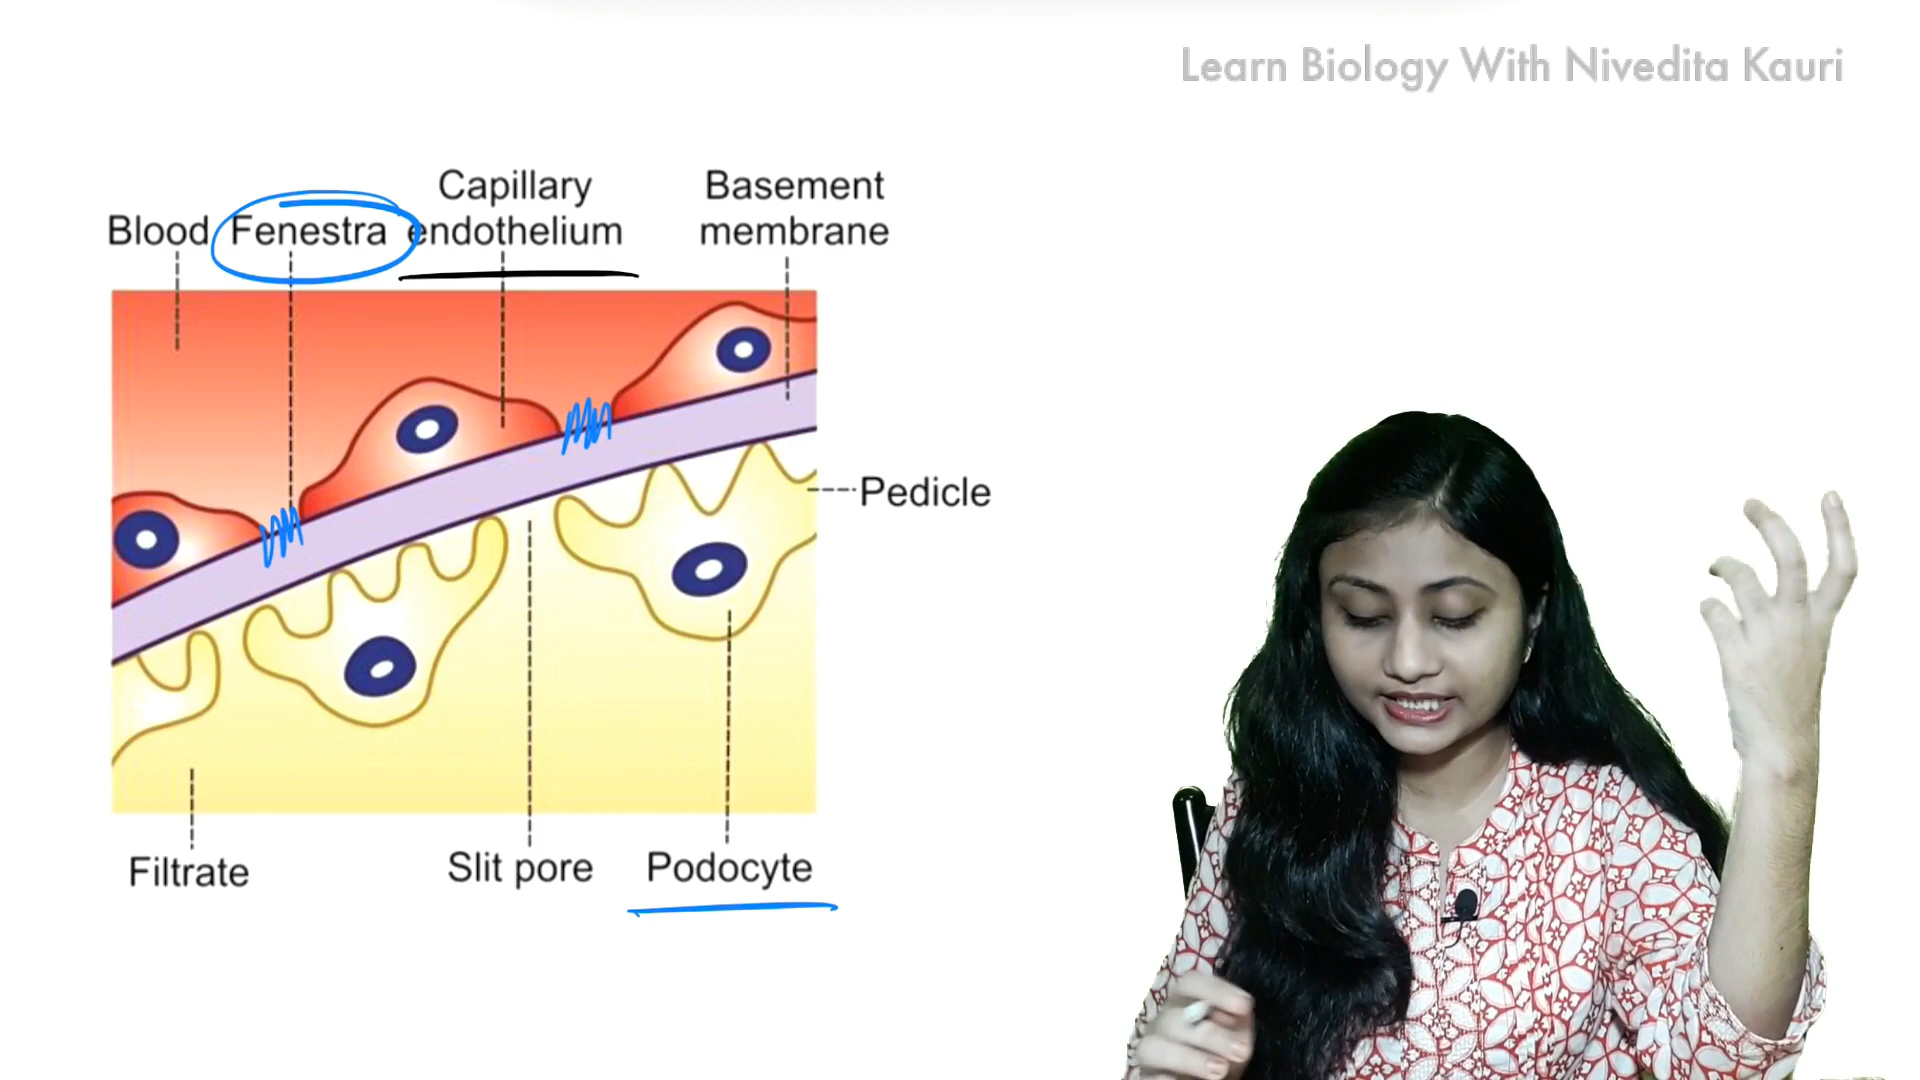 Learn Biology With Nivedita Kauri
Capillary
endothelium
Basement
membrane
Blood
Fenestra
Pedicle
Filtrate
Slit pore
Podocyte